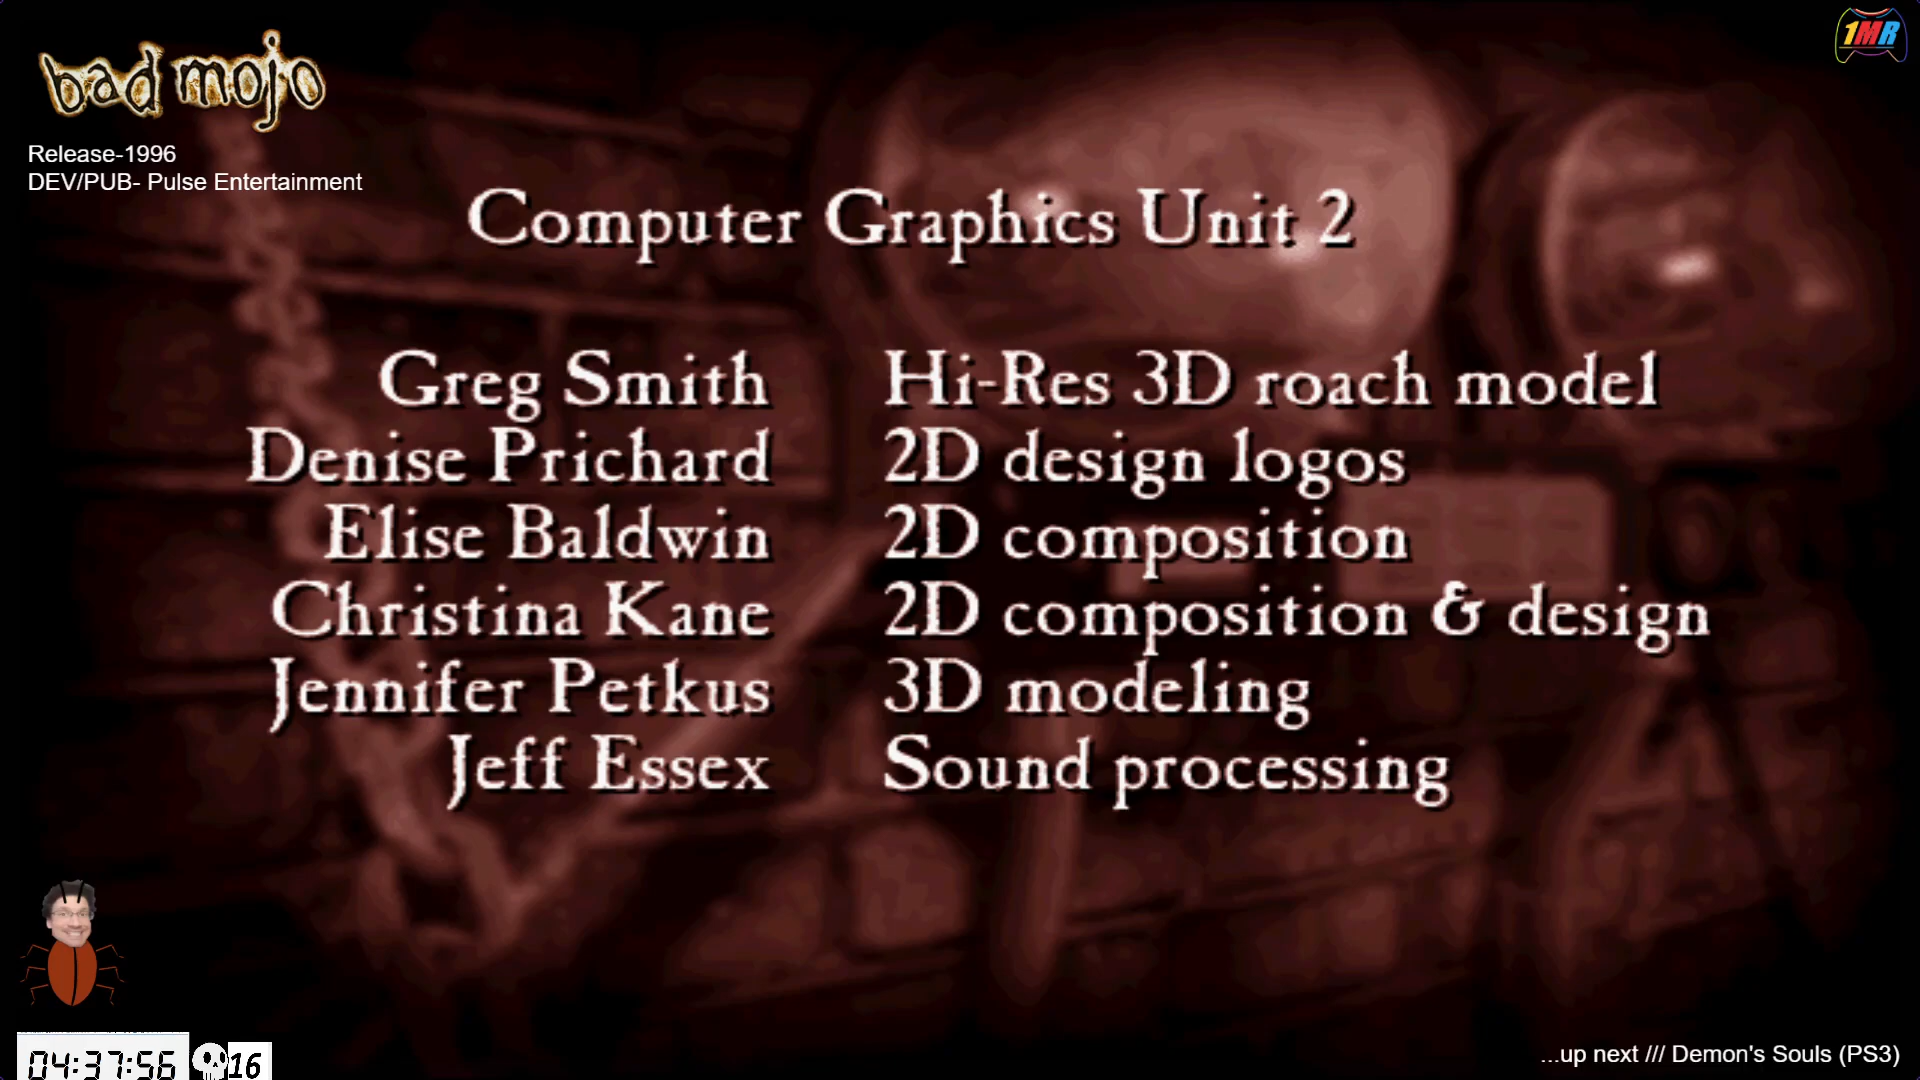 bad mojo
1MR
Release-1996
DEV/PUB- Pulse Entertainment
Computer Graphics Unit 2
Greg Smith Hi-Res 3D roach model
Denise Prichard 2D design logos
Elise Baldwin 2D composition
Christina Kane 2D composition & design
Jennifer Petkus 3D modeling
Jeff Essex Sound processing
04:37:56 16
...up next /// Demon's Souls (PS3)